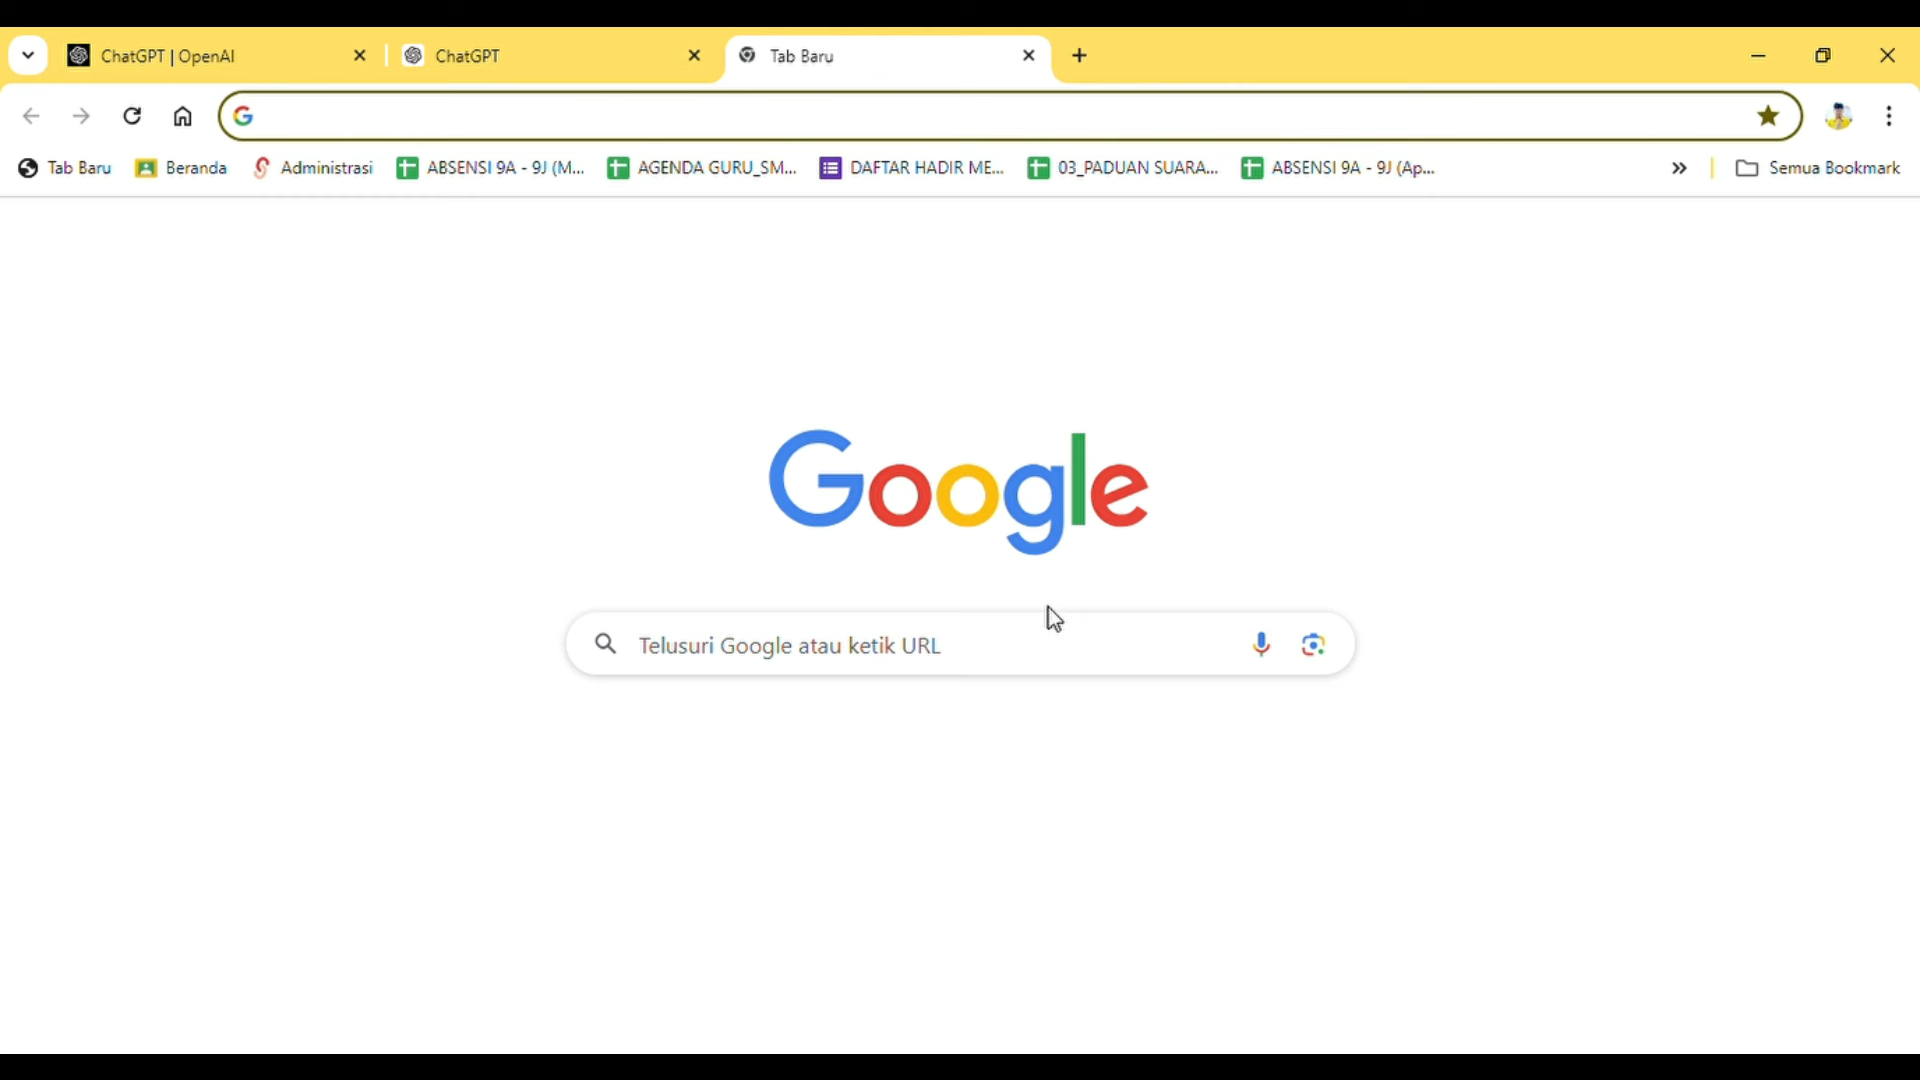 ChatGPT | OpenAI
ChatGPT
Tab Baru
Tab Baru
Beranda
Administrasi
ABSENSI 9A - 9J (M...
AGENDA GURU_SM...
DAFTAR HADIR ME...
03_PADUAN SUARA...
ABSENSI 9A - 9J (Ap...
Semua Bookmark
Google
Telusuri Google atau ketik URL